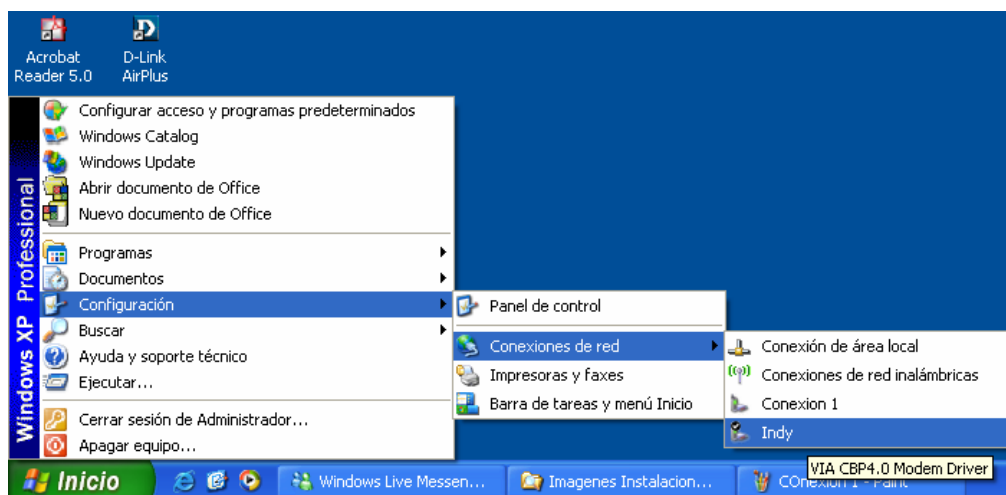 Acrobat
Reader 5.0
D-Link
AirPlus
Windows XP Professional
Configurar acceso y programas predeterminados
Windows Catalog
Windows Update
Abrir documento de Office
Nuevo documento de Office
Programas
Documentos
Configuración
Buscar
Ayuda y soporte técnico
Ejecutar...
Cerrar sesión de Administrador...
Apagar equipo...
Panel de control
Conexiones de red
Impresoras y faxes
Barra de tareas y menú Inicio
Conexión de área local
Conexiones de red inalámbricas
Conexion 1
Indy
VIA CBP4.0 Modem Driver
Inicio
Windows Live Messen...
Imagenes Instalacion...
COnexion 1 - Paint